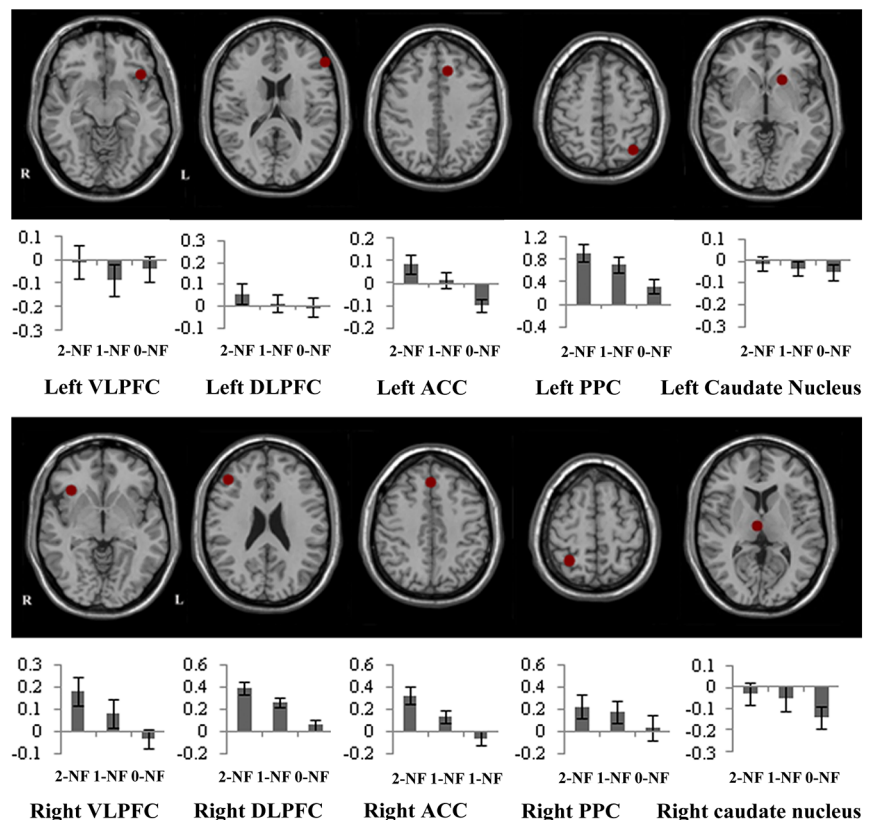 R L
0.1 0.3 0.2 1.2 0.1
0 0.2 0.1 0.8 0
-0.1 0.1 0 0.4 -0.1
-0.2 0 -0.1 0 -0.2
-0.3 -0.1 -0.2 -0.4 -0.3
2-NF 1-NF 0-NF 2-NF 1-NF 0-NF 2-NF 1-NF 0-NF 2-NF 1-NF 0-NF 2-NF 1-NF 0-NF
Left VLPFC Left DLPFC Left ACC Left PPC Left Caudate Nucleus
R L
0.3 0.6 0.6 0.6 0.1
0.2 0.4 0.4 0.4 0
0.1 0.2 0.2 0.2 -0.1
0 0 0 0 -0.2
-0.1 -0.2 -0.2 -0.2 -0.3
2-NF 1-NF 0-NF 2-NF 1-NF 0-NF 2-NF 1-NF 1-NF 2-NF 1-NF 0-NF 2-NF 1-NF 0-NF
Right VLPFC Right DLPFC Right ACC Right PPC Right caudate nucleus